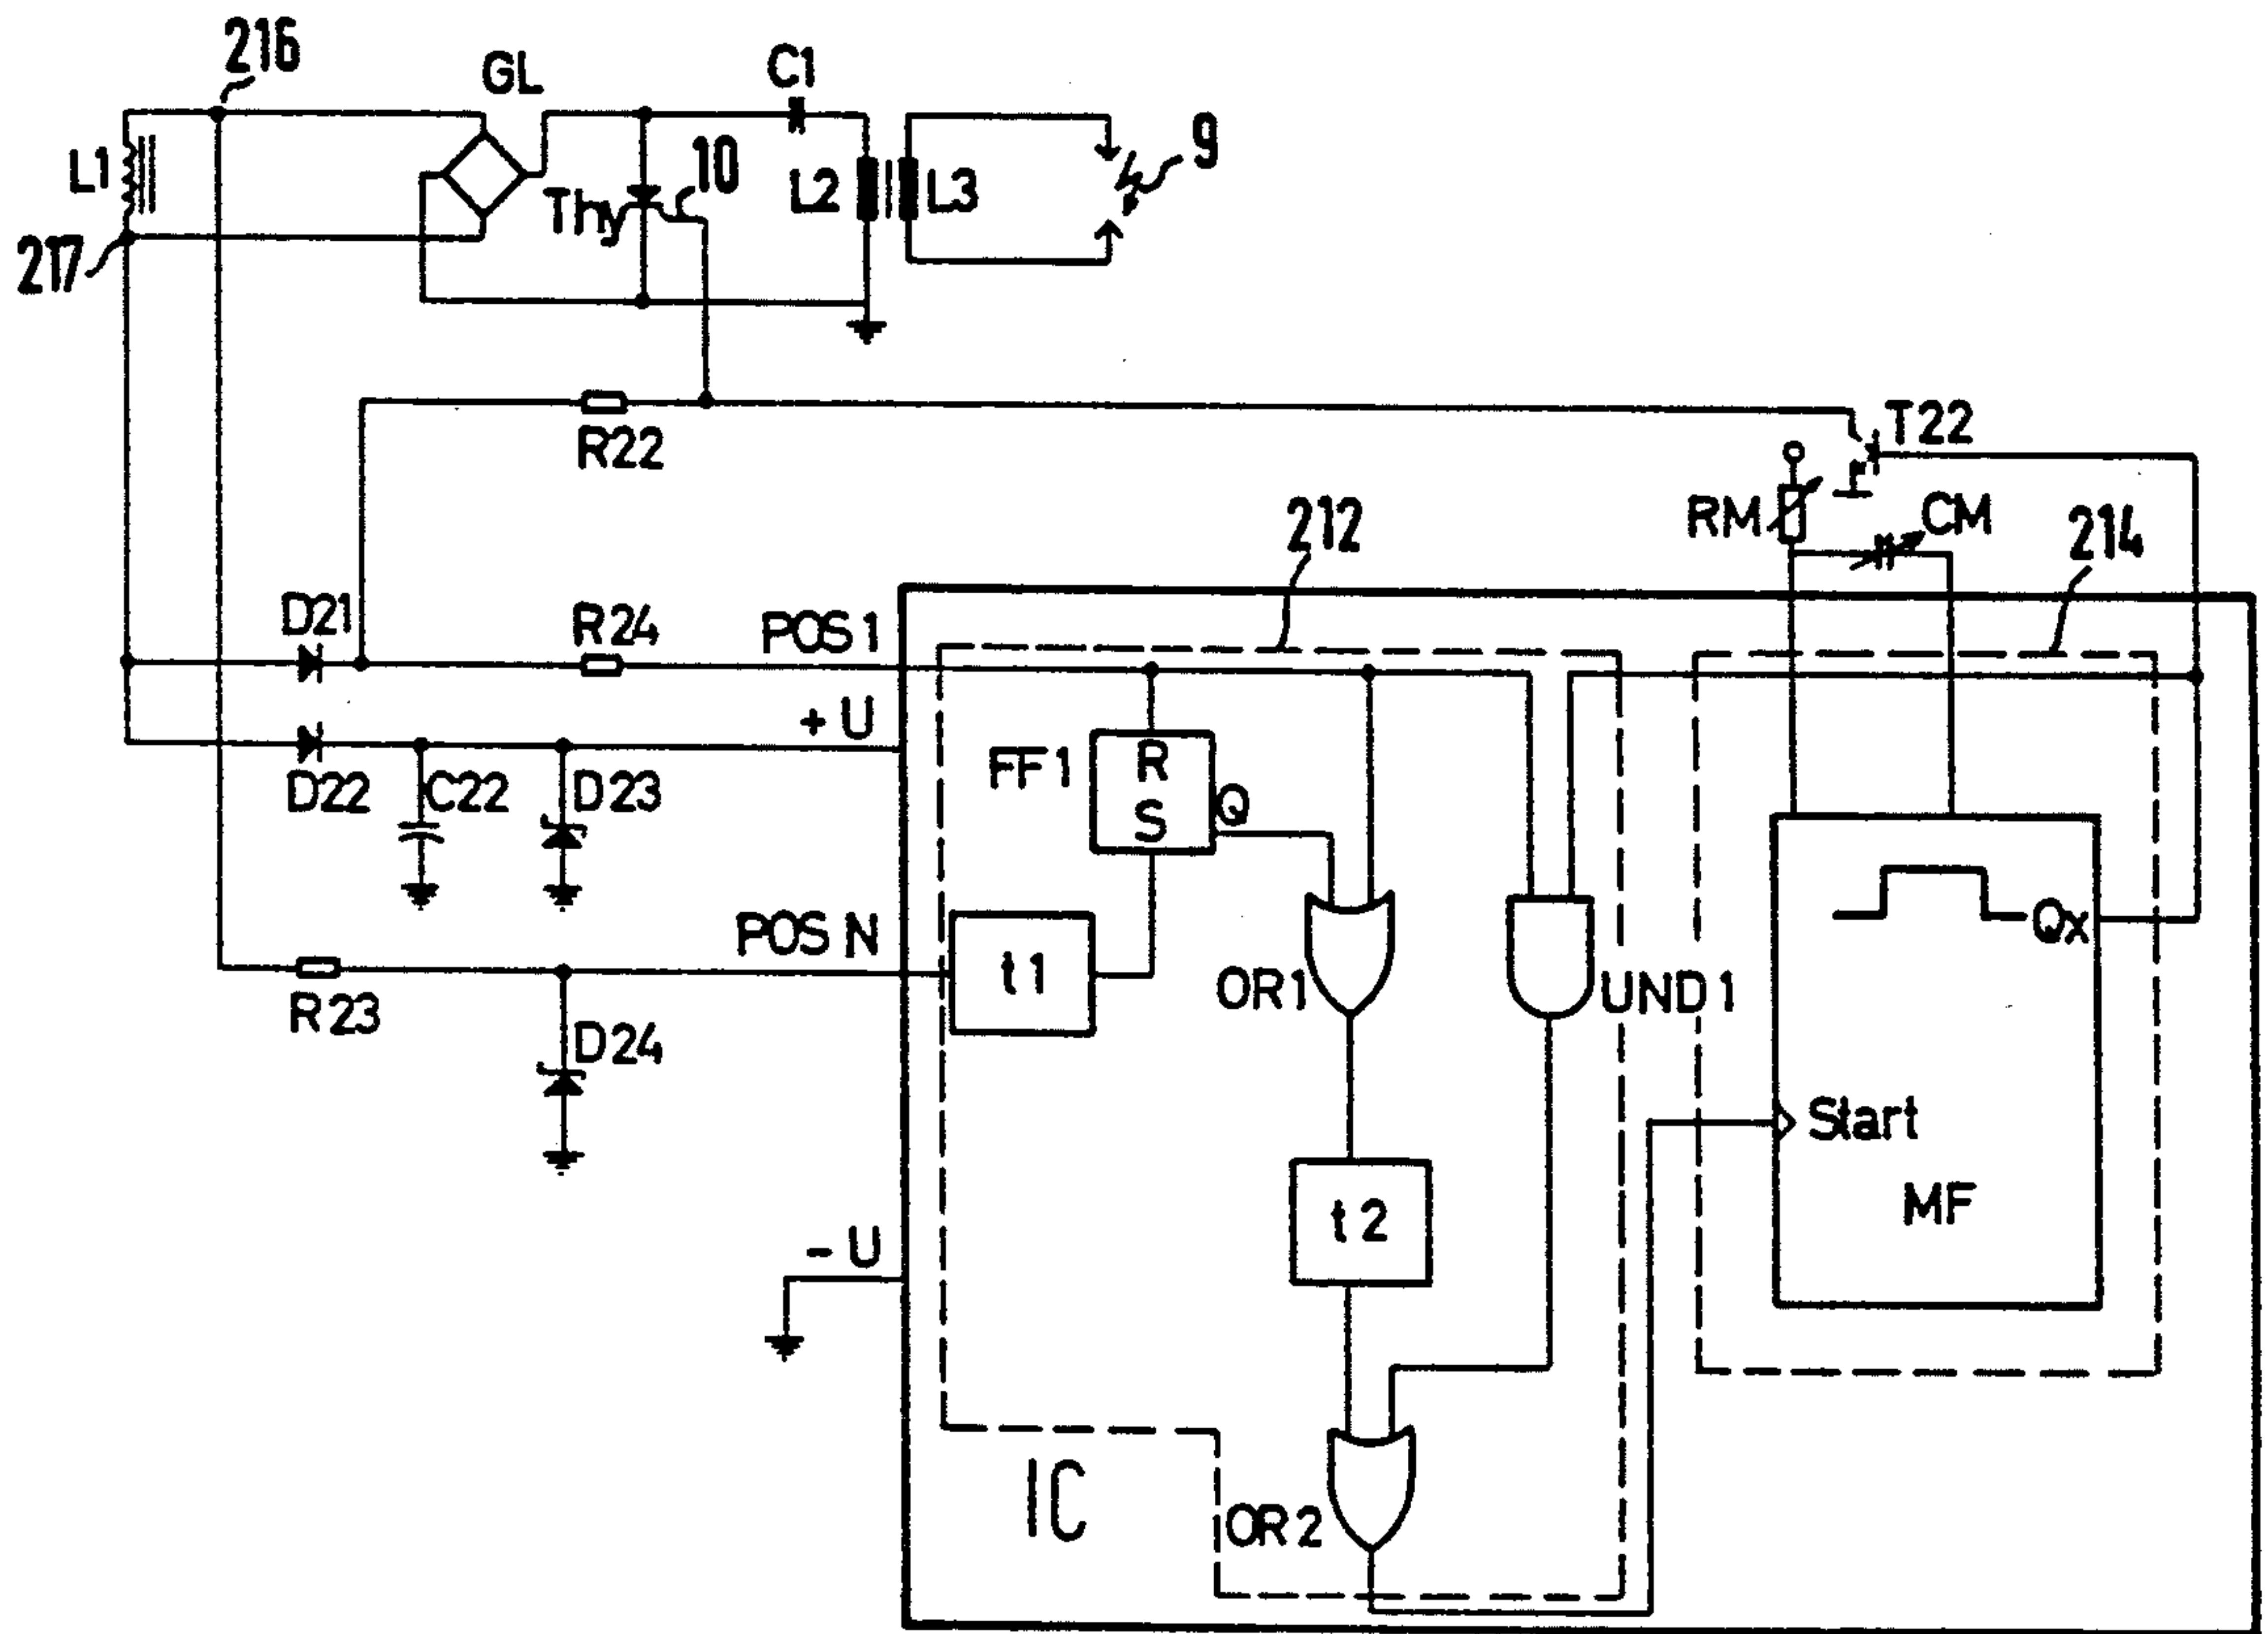 216
GL
C1
L1
Thy
10
L2
L3
9
217
R22
T22
RM
CM
212
214
D21
R24
POS 1
+ U
FF1
R
S
Q
D22
C22
D23
POS N
t1
OR1
UND1
Qx
R23
D24
Start
MF
t2
- U
IC
OR2